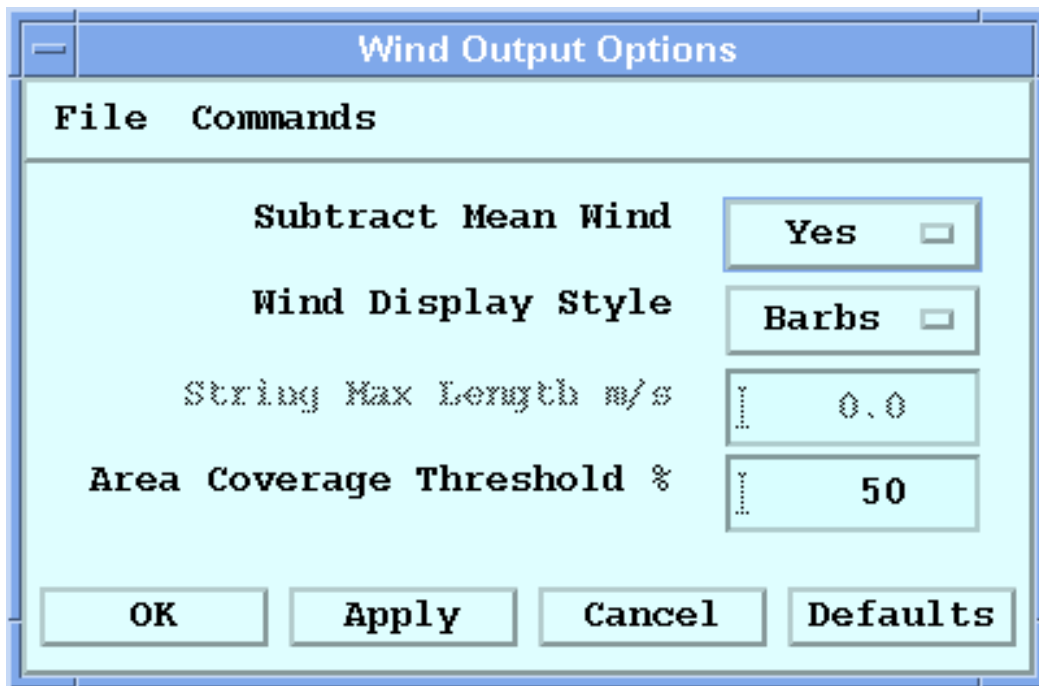 Wind Output Options
File Commands
Subtract Mean Wind Yes
Wind Display Style Barbs
String Max Length m/s 0.0
Area Coverage Threshold % 50
OK Apply Cancel Defaults